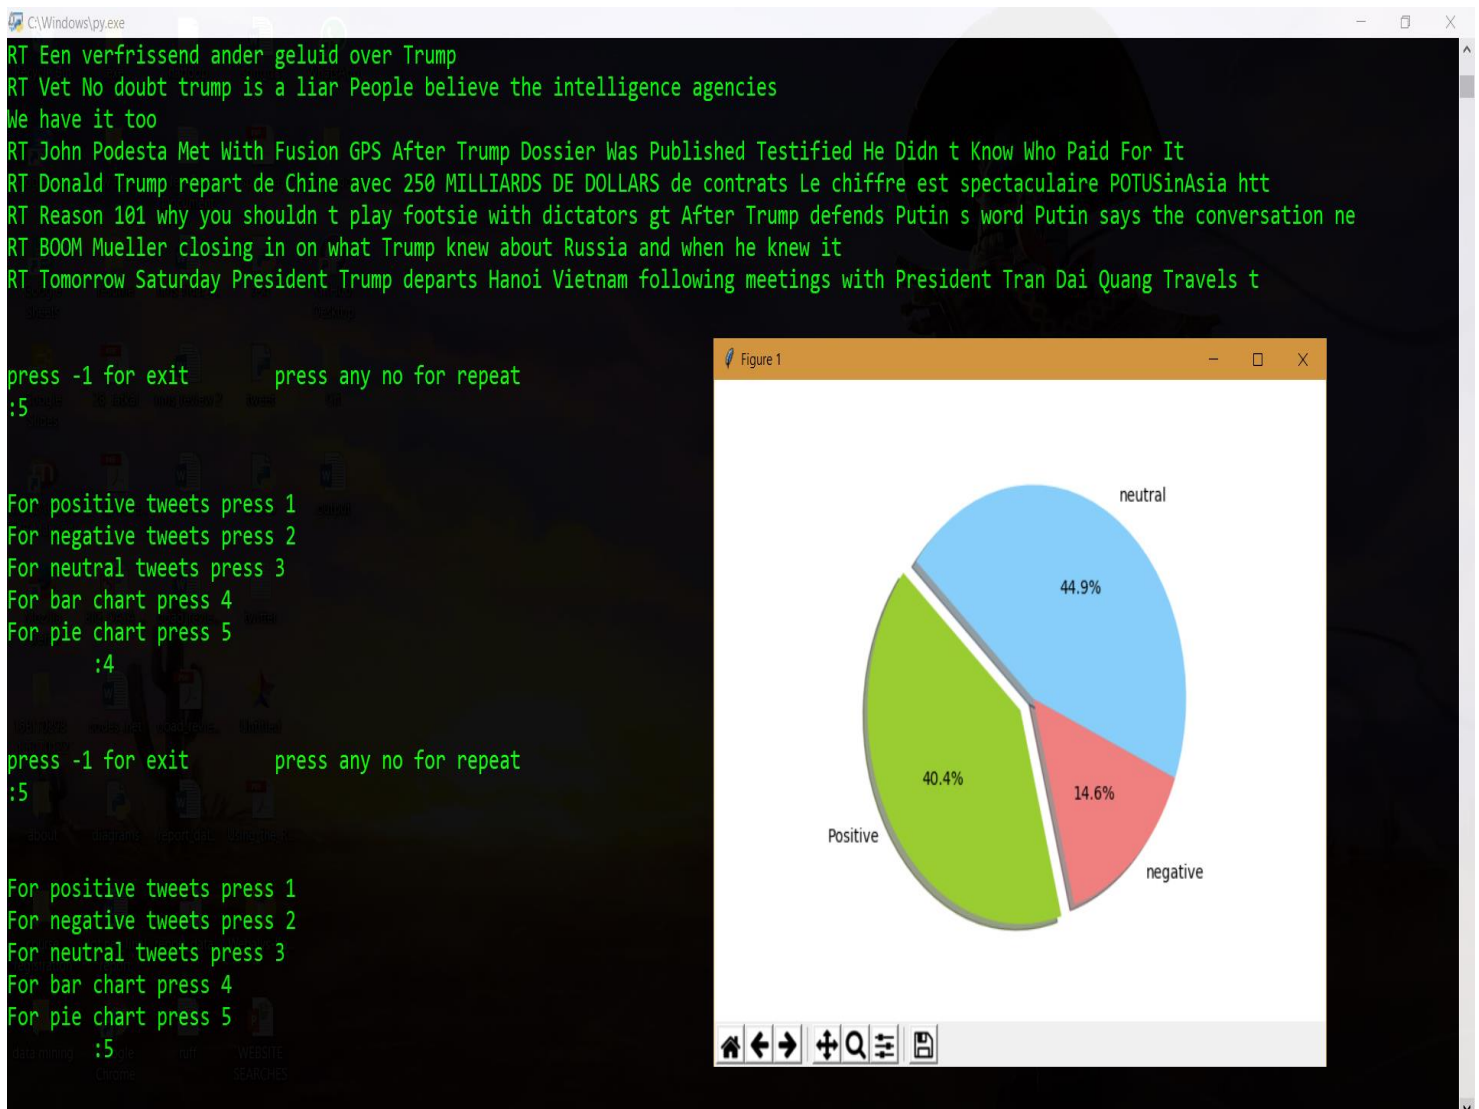 C:\Windows\py.exe
RT Een verfrissend ander geluid over Trump
RT Vet No doubt trump is a liar People believe the intelligence agencies
We have it too
RT John Podesta Met With Fusion GPS After Trump Dossier Was Published Testified He Didn t Know Who Paid For It
RT Donald Trump repart de Chine avec 250 MILLIARDS DE DOLLARS de contrats Le chiffre est spectaculaire POTUSinAsia htt
RT Reason 101 why you shouldn t play footsie with dictators gt After Trump defends Putin s word Putin says the conversation ne
RT BOOM Mueller closing in on what Trump knew about Russia and when he knew it
RT Tomorrow Saturday President Trump departs Hanoi Vietnam following meetings with President Tran Dai Quang Travels t
press -1 for exit press any no for repeat
:5
For positive tweets press 1
For negative tweets press 2
For neutral tweets press 3
For bar chart press 4
For pie chart press 5
:4
press -1 for exit press any no for repeat
:5
For positive tweets press 1
For negative tweets press 2
For neutral tweets press 3
For bar chart press 4
For pie chart press 5
:5
data mining
Chrome
WEBSITE
SEARCHES
Figure 1
neutral
44.9%
40.4%
14.6%
Positive
negative